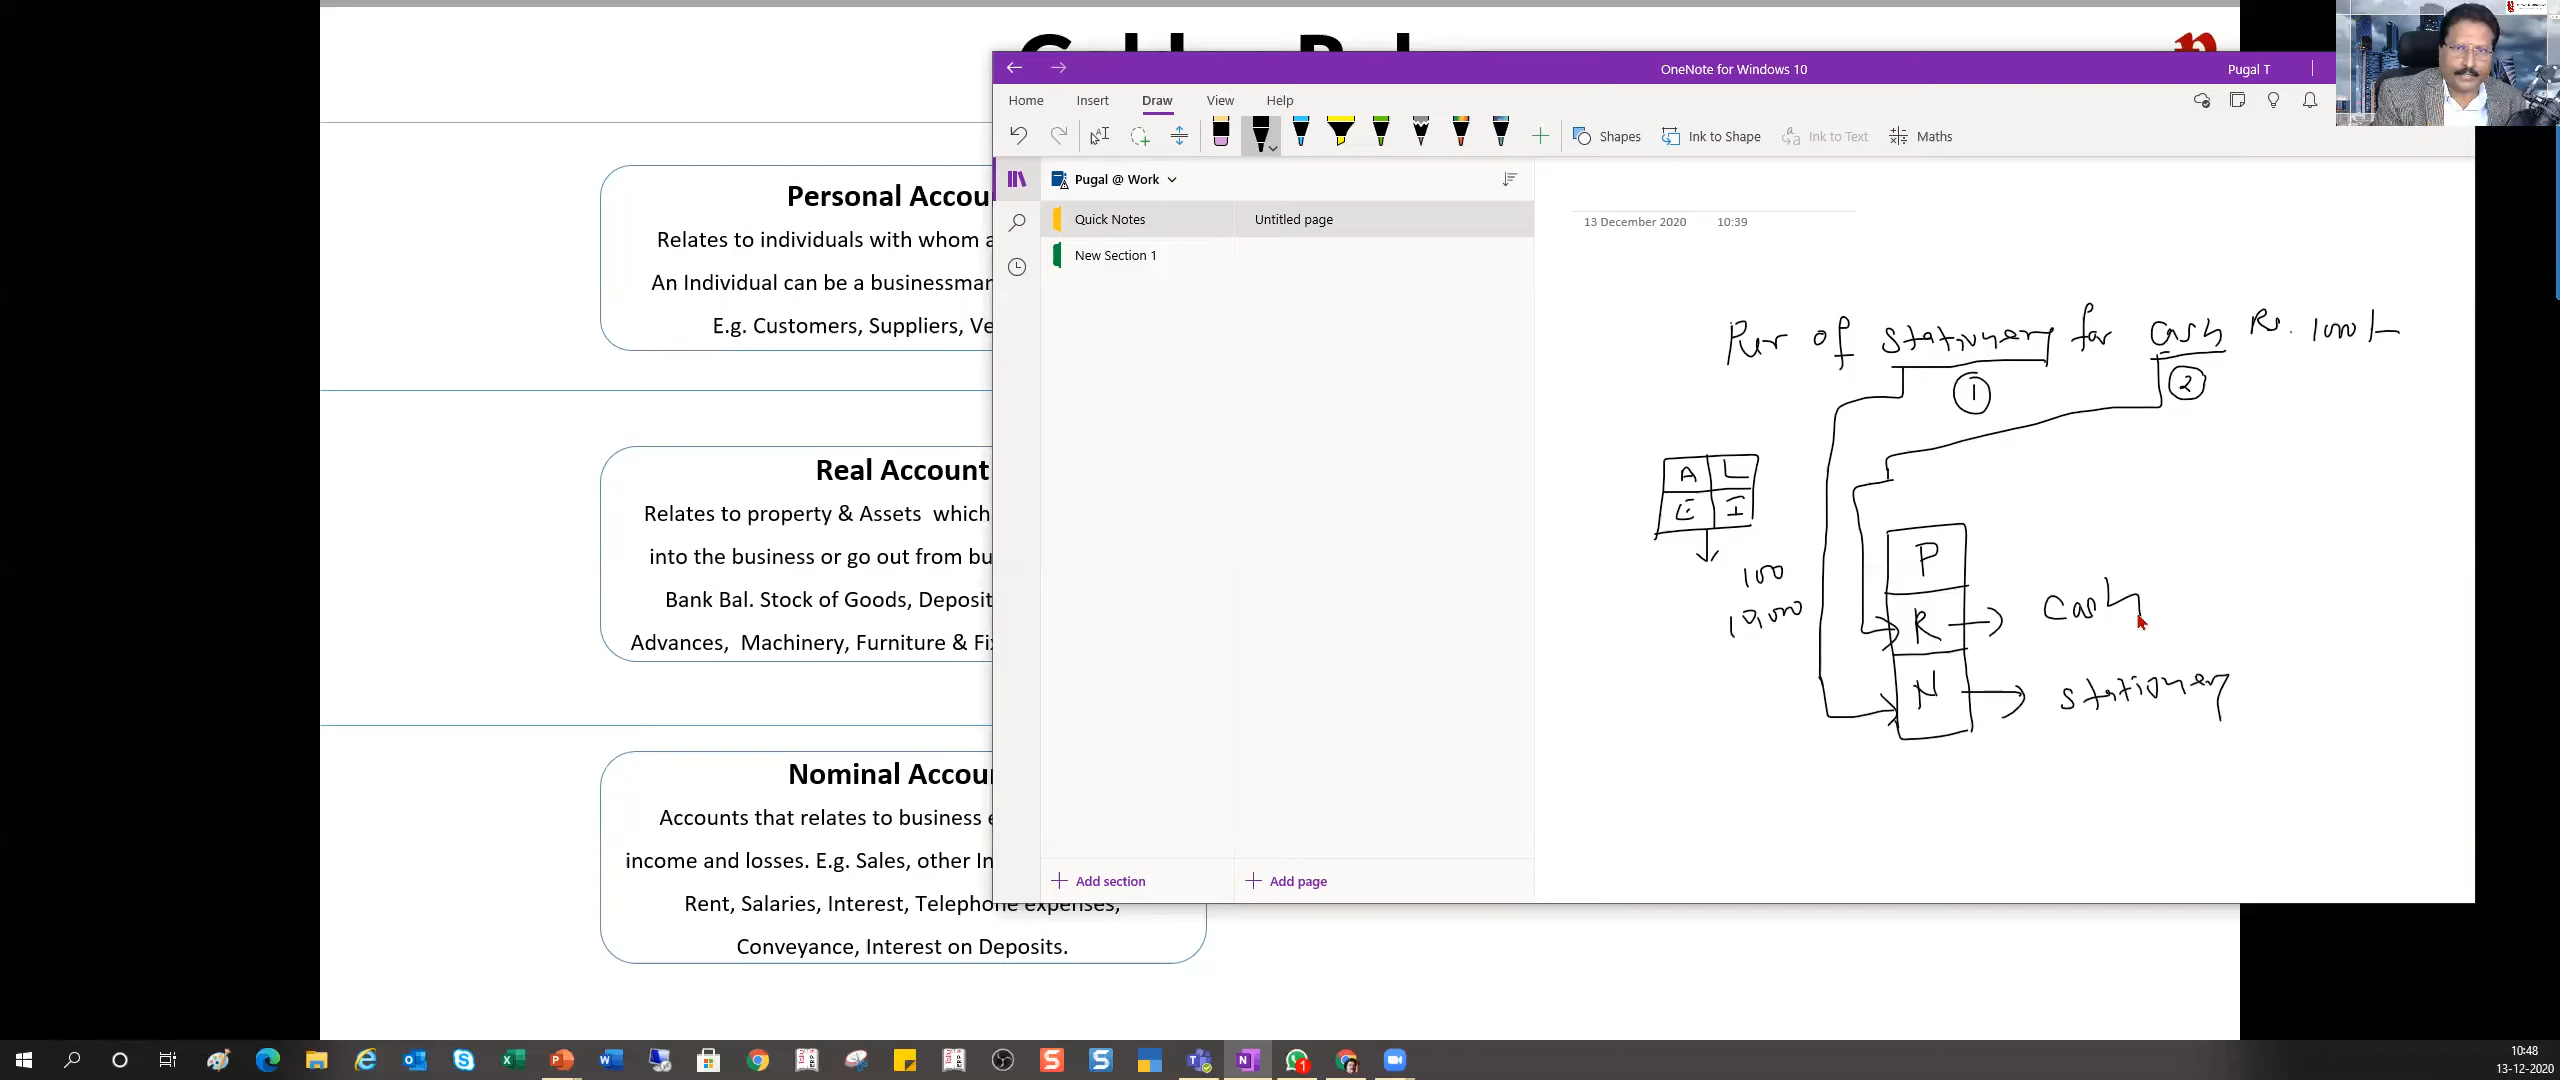 Personal Accou
Relates to individuals with whom a
An Individual can be a businessmar
E.g. Customers, Suppliers, Ve
Real Account
Relates to property & Assets which
into the business or go out from bu
Bank Bal. Stock of Goods, Deposit
Advances, Machinery, Furniture & Fi
Nominal Accou
Accounts that relates to business e
income and losses. E.g. Sales, other In
Rent, Salaries, Interest, Telephone expenses,
Conveyance, Interest on Deposits.
OneNote for Windows 10
Pugal T
Home Insert Draw View Help
Shapes Ink to Shape Ink to Text Maths
Pugal @ Work
Quick Notes Untitled page
New Section 1
Add section Add page
13 December 2020 10:39
Pur of stationery for cash Rs. 1000/-
1 2
A L
E I
100
10,000
P
R cash
N stationery
10:48
13-12-2020